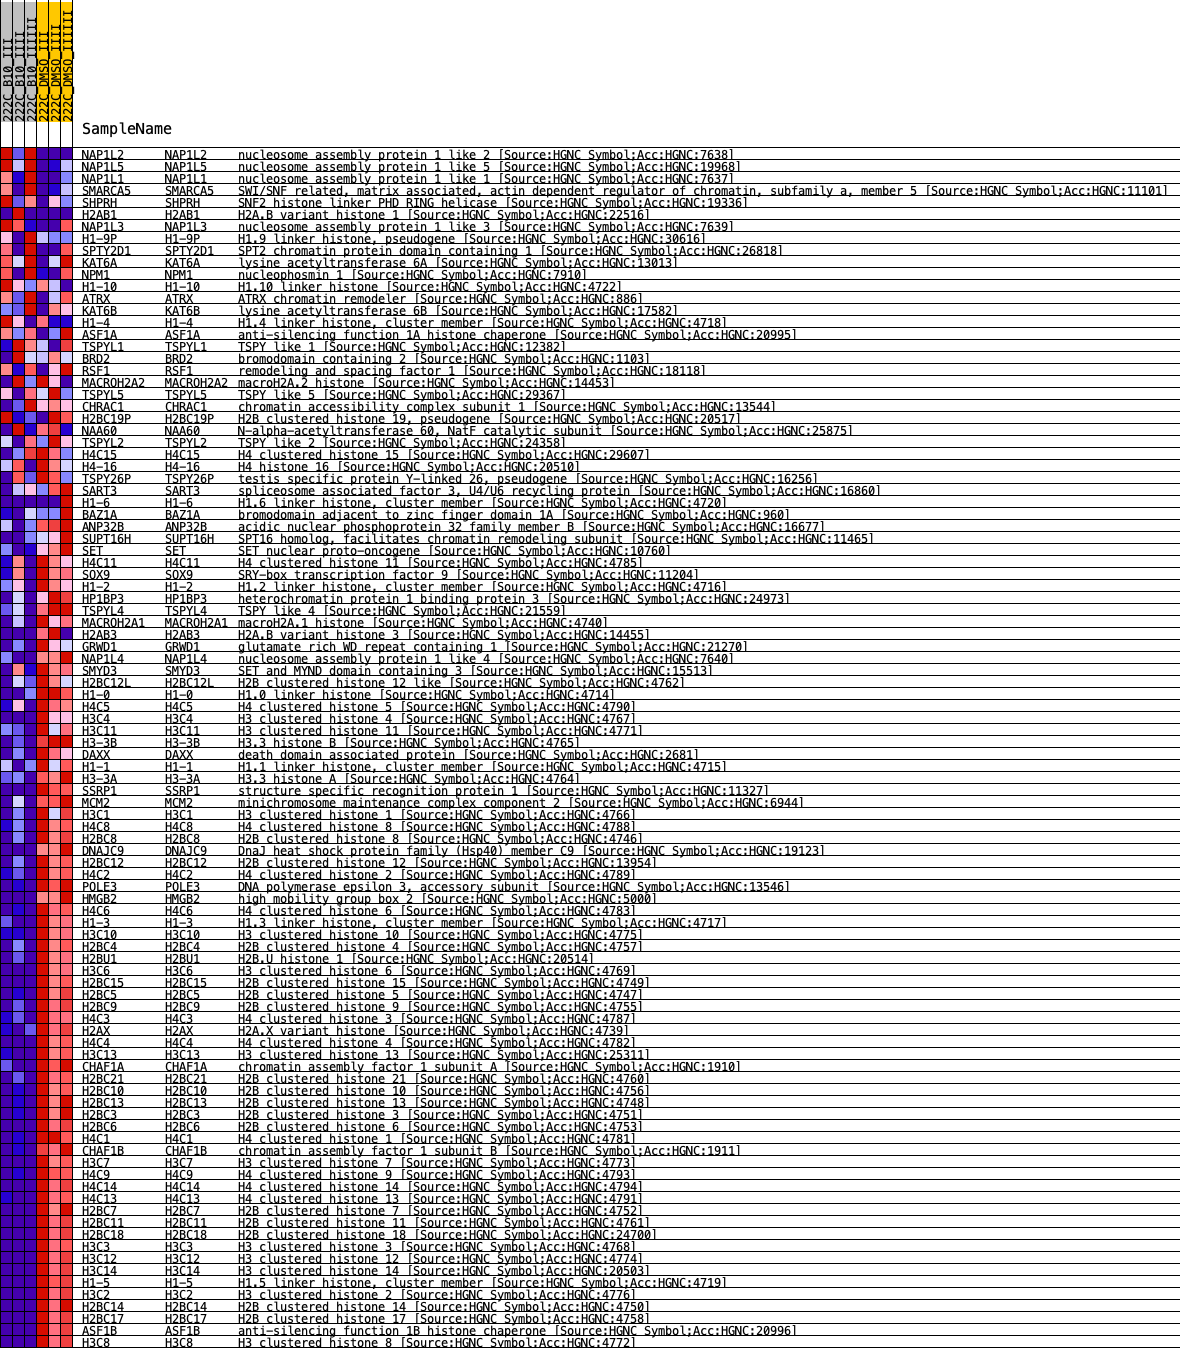 222C_B10_III
222C_B10_IIII
222C_B10_IIIIII
222C_DMSO_III
222C_DMSO_IIII
222C_DMSO_IIIIII
SampleName
NAP1L2 NAP1L2 nucleosome assembly protein 1 like 2 [Source:HGNC Symbol;Acc:HGNC:7638]
NAP1L5 NAP1L5 nucleosome assembly protein 1 like 5 [Source:HGNC Symbol;Acc:HGNC:19968]
NAP1L1 NAP1L1 nucleosome assembly protein 1 like 1 [Source:HGNC Symbol;Acc:HGNC:7637]
SMARCA5 SMARCA5 SWI/SNF related, matrix associated, actin dependent regulator of chromatin, subfamily a, member 5 [Source:HGNC Symbol;Acc:HGNC:11101]
SHPRH SHPRH SNF2 histone linker PHD RING helicase [Source:HGNC Symbol;Acc:HGNC:19336]
H2AB1 H2AB1 H2A.B variant histone 1 [Source:HGNC Symbol;Acc:HGNC:22516]
NAP1L3 NAP1L3 nucleosome assembly protein 1 like 3 [Source:HGNC Symbol;Acc:HGNC:7639]
H1-9P H1-9P H1.9 linker histone, pseudogene [Source:HGNC Symbol;Acc:HGNC:30616]
SPTY2D1 SPTY2D1 SPT2 chromatin protein domain containing 1 [Source:HGNC Symbol;Acc:HGNC:26818]
KAT6A KAT6A lysine acetyltransferase 6A [Source:HGNC Symbol;Acc:HGNC:13013]
NPM1 NPM1 nucleophosmin 1 [Source:HGNC Symbol;Acc:HGNC:7910]
H1-10 H1-10 H1.10 linker histone [Source:HGNC Symbol;Acc:HGNC:4722]
ATRX ATRX ATRX chromatin remodeler [Source:HGNC Symbol;Acc:HGNC:886]
KAT6B KAT6B lysine acetyltransferase 6B [Source:HGNC Symbol;Acc:HGNC:17582]
H1-4 H1-4 H1.4 linker histone, cluster member [Source:HGNC Symbol;Acc:HGNC:4718]
ASF1A ASF1A anti-silencing function 1A histone chaperone [Source:HGNC Symbol;Acc:HGNC:20995]
TSPYL1 TSPYL1 TSPY like 1 [Source:HGNC Symbol;Acc:HGNC:12382]
BRD2 BRD2 bromodomain containing 2 [Source:HGNC Symbol;Acc:HGNC:1103]
RSF1 RSF1 remodeling and spacing factor 1 [Source:HGNC Symbol;Acc:HGNC:18118]
MACROH2A2 MACROH2A2 macroH2A.2 histone [Source:HGNC Symbol;Acc:HGNC:14453]
TSPYL5 TSPYL5 TSPY like 5 [Source:HGNC Symbol;Acc:HGNC:29367]
CHRAC1 CHRAC1 chromatin accessibility complex subunit 1 [Source:HGNC Symbol;Acc:HGNC:13544]
H2BC19P H2BC19P H2B clustered histone 19, pseudogene [Source:HGNC Symbol;Acc:HGNC:20517]
NAA60 NAA60 N-alpha-acetyltransferase 60, NatF catalytic subunit [Source:HGNC Symbol;Acc:HGNC:25875]
TSPYL2 TSPYL2 TSPY like 2 [Source:HGNC Symbol;Acc:HGNC:24358]
H4C15 H4C15 H4 clustered histone 15 [Source:HGNC Symbol;Acc:HGNC:29607]
H4-16 H4-16 H4 histone 16 [Source:HGNC Symbol;Acc:HGNC:20510]
TSPY26P TSPY26P testis specific protein Y-linked 26, pseudogene [Source:HGNC Symbol;Acc:HGNC:16256]
SART3 SART3 spliceosome associated factor 3, U4/U6 recycling protein [Source:HGNC Symbol;Acc:HGNC:16860]
H1-6 H1-6 H1.6 linker histone, cluster member [Source:HGNC Symbol;Acc:HGNC:4720]
BAZ1A BAZ1A bromodomain adjacent to zinc finger domain 1A [Source:HGNC Symbol;Acc:HGNC:960]
ANP32B ANP32B acidic nuclear phosphoprotein 32 family member B [Source:HGNC Symbol;Acc:HGNC:16677]
SUPT16H SUPT16H SPT16 homolog, facilitates chromatin remodeling subunit [Source:HGNC Symbol;Acc:HGNC:11465]
SET SET SET nuclear proto-oncogene [Source:HGNC Symbol;Acc:HGNC:10760]
H4C11 H4C11 H4 clustered histone 11 [Source:HGNC Symbol;Acc:HGNC:4785]
SOX9 SOX9 SRY-box transcription factor 9 [Source:HGNC Symbol;Acc:HGNC:11204]
H1-2 H1-2 H1.2 linker histone, cluster member [Source:HGNC Symbol;Acc:HGNC:4716]
HP1BP3 HP1BP3 heterochromatin protein 1 binding protein 3 [Source:HGNC Symbol;Acc:HGNC:24973]
TSPYL4 TSPYL4 TSPY like 4 [Source:HGNC Symbol;Acc:HGNC:21559]
MACROH2A1 MACROH2A1 macroH2A.1 histone [Source:HGNC Symbol;Acc:HGNC:4740]
H2AB3 H2AB3 H2A.B variant histone 3 [Source:HGNC Symbol;Acc:HGNC:14455]
GRWD1 GRWD1 glutamate rich WD repeat containing 1 [Source:HGNC Symbol;Acc:HGNC:21270]
NAP1L4 NAP1L4 nucleosome assembly protein 1 like 4 [Source:HGNC Symbol;Acc:HGNC:7640]
SMYD3 SMYD3 SET and MYND domain containing 3 [Source:HGNC Symbol;Acc:HGNC:15513]
H2BC12L H2BC12L H2B clustered histone 12 like [Source:HGNC Symbol;Acc:HGNC:4762]
H1-0 H1-0 H1.0 linker histone [Source:HGNC Symbol;Acc:HGNC:4714]
H4C5 H4C5 H4 clustered histone 5 [Source:HGNC Symbol;Acc:HGNC:4790]
H3C4 H3C4 H3 clustered histone 4 [Source:HGNC Symbol;Acc:HGNC:4767]
H3C11 H3C11 H3 clustered histone 11 [Source:HGNC Symbol;Acc:HGNC:4771]
H3-3B H3-3B H3.3 histone B [Source:HGNC Symbol;Acc:HGNC:4765]
DAXX DAXX death domain associated protein [Source:HGNC Symbol;Acc:HGNC:2681]
H1-1 H1-1 H1.1 linker histone, cluster member [Source:HGNC Symbol;Acc:HGNC:4715]
H3-3A H3-3A H3.3 histone A [Source:HGNC Symbol;Acc:HGNC:4764]
SSRP1 SSRP1 structure specific recognition protein 1 [Source:HGNC Symbol;Acc:HGNC:11327]
MCM2 MCM2 minichromosome maintenance complex component 2 [Source:HGNC Symbol;Acc:HGNC:6944]
H3C1 H3C1 H3 clustered histone 1 [Source:HGNC Symbol;Acc:HGNC:4766]
H4C8 H4C8 H4 clustered histone 8 [Source:HGNC Symbol;Acc:HGNC:4788]
H2BC8 H2BC8 H2B clustered histone 8 [Source:HGNC Symbol;Acc:HGNC:4746]
DNAJC9 DNAJC9 DnaJ heat shock protein family (Hsp40) member C9 [Source:HGNC Symbol;Acc:HGNC:19123]
H2BC12 H2BC12 H2B clustered histone 12 [Source:HGNC Symbol;Acc:HGNC:13954]
H4C2 H4C2 H4 clustered histone 2 [Source:HGNC Symbol;Acc:HGNC:4789]
POLE3 POLE3 DNA polymerase epsilon 3, accessory subunit [Source:HGNC Symbol;Acc:HGNC:13546]
HMGB2 HMGB2 high mobility group box 2 [Source:HGNC Symbol;Acc:HGNC:5000]
H4C6 H4C6 H4 clustered histone 6 [Source:HGNC Symbol;Acc:HGNC:4783]
H1-3 H1-3 H1.3 linker histone, cluster member [Source:HGNC Symbol;Acc:HGNC:4717]
H3C10 H3C10 H3 clustered histone 10 [Source:HGNC Symbol;Acc:HGNC:4775]
H2BC4 H2BC4 H2B clustered histone 4 [Source:HGNC Symbol;Acc:HGNC:4757]
H2BU1 H2BU1 H2B.U histone 1 [Source:HGNC Symbol;Acc:HGNC:20514]
H3C6 H3C6 H3 clustered histone 6 [Source:HGNC Symbol;Acc:HGNC:4769]
H2BC15 H2BC15 H2B clustered histone 15 [Source:HGNC Symbol;Acc:HGNC:4749]
H2BC5 H2BC5 H2B clustered histone 5 [Source:HGNC Symbol;Acc:HGNC:4747]
H2BC9 H2BC9 H2B clustered histone 9 [Source:HGNC Symbol;Acc:HGNC:4755]
H4C3 H4C3 H4 clustered histone 3 [Source:HGNC Symbol;Acc:HGNC:4787]
H2AX H2AX H2A.X variant histone [Source:HGNC Symbol;Acc:HGNC:4739]
H4C4 H4C4 H4 clustered histone 4 [Source:HGNC Symbol;Acc:HGNC:4782]
H3C13 H3C13 H3 clustered histone 13 [Source:HGNC Symbol;Acc:HGNC:25311]
CHAF1A CHAF1A chromatin assembly factor 1 subunit A [Source:HGNC Symbol;Acc:HGNC:1910]
H2BC21 H2BC21 H2B clustered histone 21 [Source:HGNC Symbol;Acc:HGNC:4760]
H2BC10 H2BC10 H2B clustered histone 10 [Source:HGNC Symbol;Acc:HGNC:4756]
H2BC13 H2BC13 H2B clustered histone 13 [Source:HGNC Symbol;Acc:HGNC:4748]
H2BC3 H2BC3 H2B clustered histone 3 [Source:HGNC Symbol;Acc:HGNC:4751]
H2BC6 H2BC6 H2B clustered histone 6 [Source:HGNC Symbol;Acc:HGNC:4753]
H4C1 H4C1 H4 clustered histone 1 [Source:HGNC Symbol;Acc:HGNC:4781]
CHAF1B CHAF1B chromatin assembly factor 1 subunit B [Source:HGNC Symbol;Acc:HGNC:1911]
H3C7 H3C7 H3 clustered histone 7 [Source:HGNC Symbol;Acc:HGNC:4773]
H4C9 H4C9 H4 clustered histone 9 [Source:HGNC Symbol;Acc:HGNC:4793]
H4C14 H4C14 H4 clustered histone 14 [Source:HGNC Symbol;Acc:HGNC:4794]
H4C13 H4C13 H4 clustered histone 13 [Source:HGNC Symbol;Acc:HGNC:4791]
H2BC7 H2BC7 H2B clustered histone 7 [Source:HGNC Symbol;Acc:HGNC:4752]
H2BC11 H2BC11 H2B clustered histone 11 [Source:HGNC Symbol;Acc:HGNC:4761]
H2BC18 H2BC18 H2B clustered histone 18 [Source:HGNC Symbol;Acc:HGNC:24700]
H3C3 H3C3 H3 clustered histone 3 [Source:HGNC Symbol;Acc:HGNC:4768]
H3C12 H3C12 H3 clustered histone 12 [Source:HGNC Symbol;Acc:HGNC:4774]
H3C14 H3C14 H3 clustered histone 14 [Source:HGNC Symbol;Acc:HGNC:20503]
H1-5 H1-5 H1.5 linker histone, cluster member [Source:HGNC Symbol;Acc:HGNC:4719]
H3C2 H3C2 H3 clustered histone 2 [Source:HGNC Symbol;Acc:HGNC:4776]
H2BC14 H2BC14 H2B clustered histone 14 [Source:HGNC Symbol;Acc:HGNC:4750]
H2BC17 H2BC17 H2B clustered histone 17 [Source:HGNC Symbol;Acc:HGNC:4758]
ASF1B ASF1B anti-silencing function 1B histone chaperone [Source:HGNC Symbol;Acc:HGNC:20996]
H3C8 H3C8 H3 clustered histone 8 [Source:HGNC Symbol;Acc:HGNC:4772]